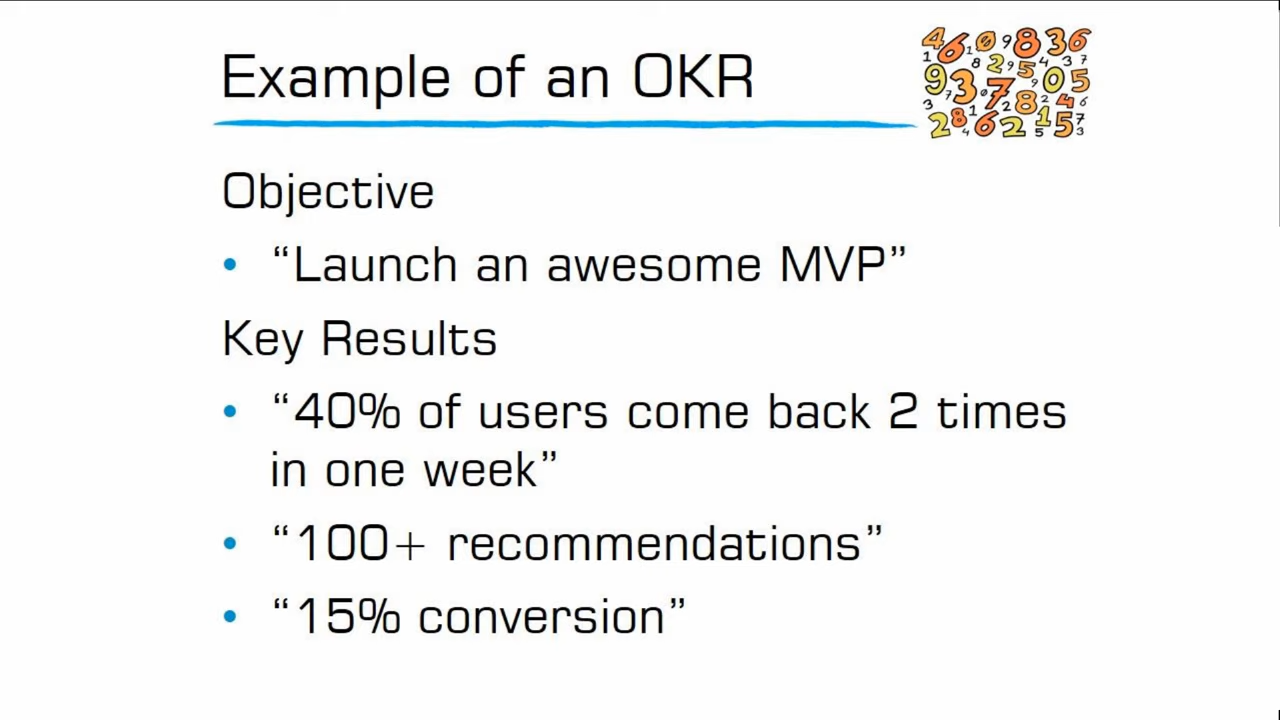 Example of an OKR
Objective
• “Launch an awesome MVP”
Key Results
• “40% of users come back 2 times
in one week”
• “100+ recommendations”
• “15% conversion”